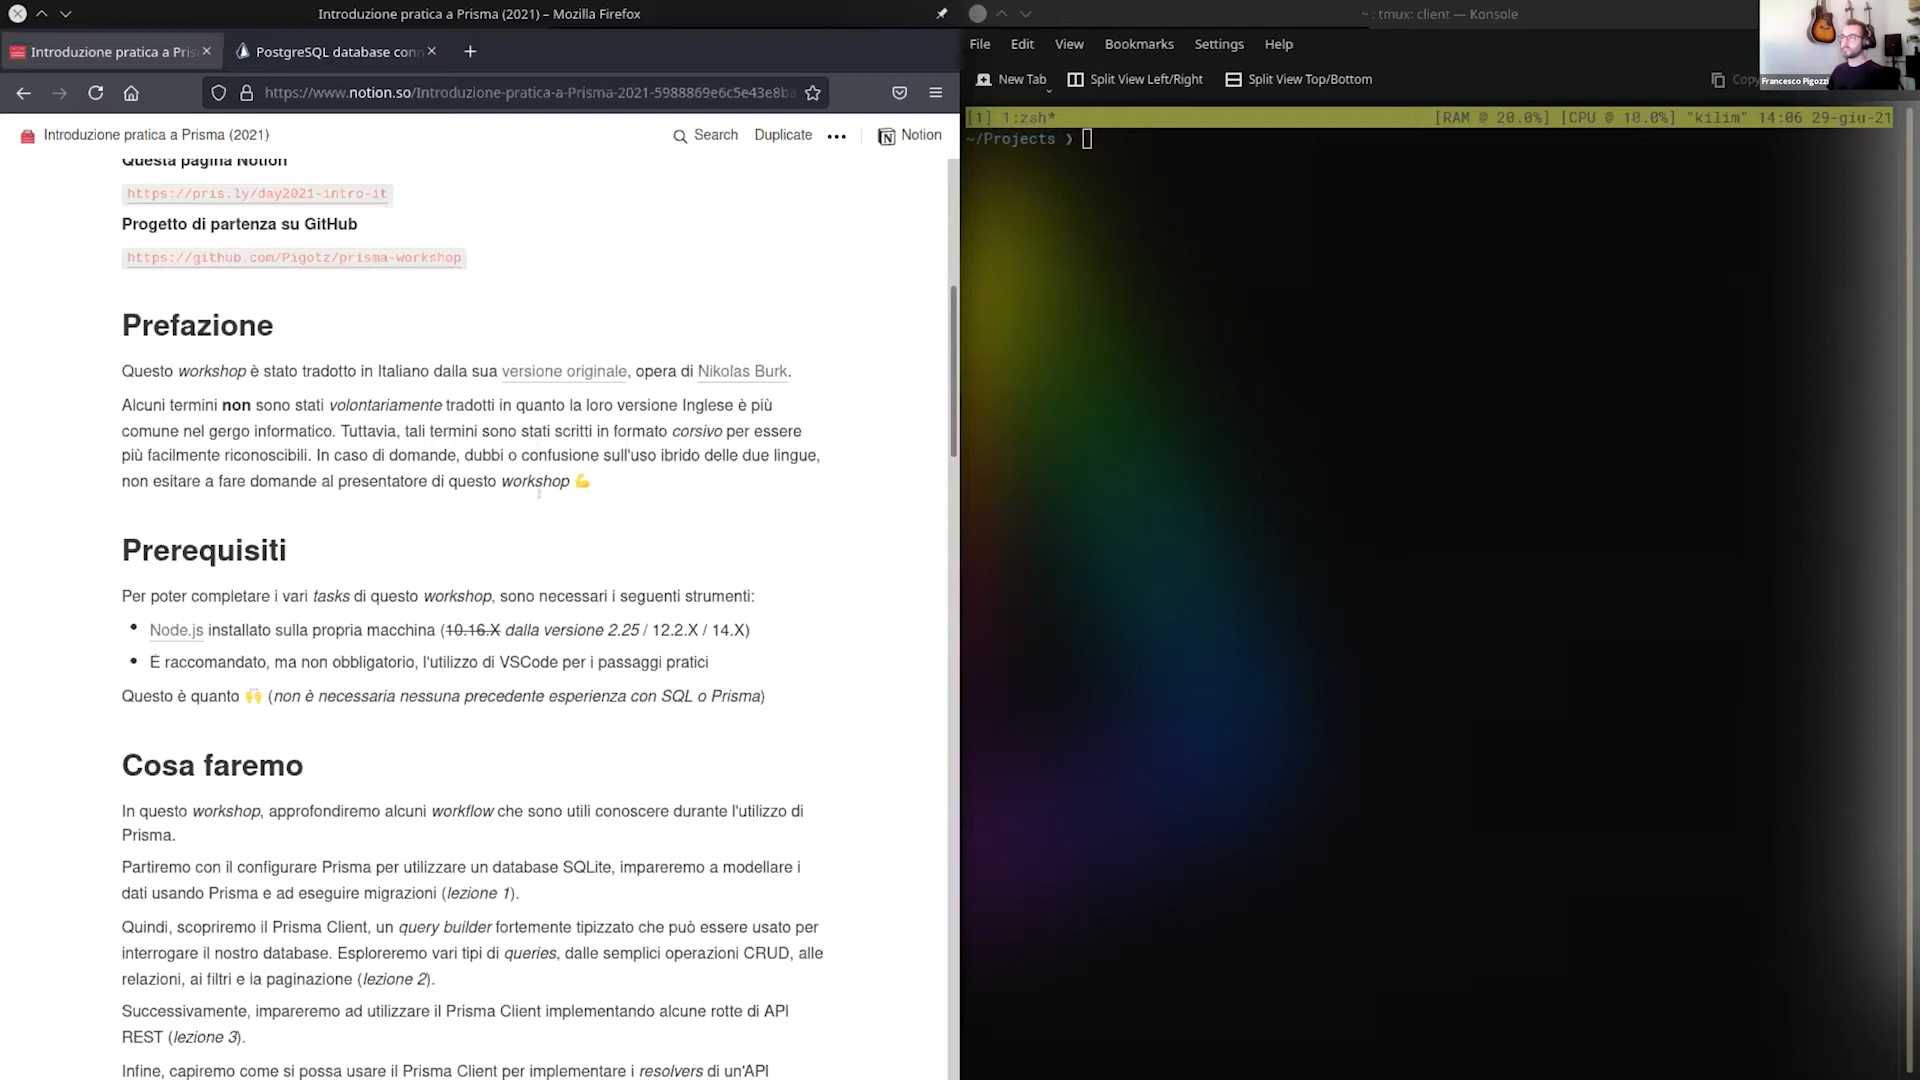 Introduzione pratica a Prisma (2021) – Mozilla Firefox
~ : tmux: client — Konsole
Introduzione pratica a Pris
PostgreSQL database conn
File Edit View Bookmarks Settings Help
New Tab Split View Left/Right Split View Top/Bottom Copy
Francesco Pigozzi
https://www.notion.so/Introduzione-pratica-a-Prisma-2021-5988869e6c5e43e8ba
Introduzione pratica a Prisma (2021) Search Duplicate ••• Notion
[1] 1:zsh* [RAM @ 20.0%] [CPU @ 10.0%] "kilim" 14:06 29-giu-21
~/Projects ❯
Questa pagina Notion
https://pris.ly/day2021-intro-it
Progetto di partenza su GitHub
https://github.com/Pigotz/prisma-workshop
Prefazione
Questo workshop è stato tradotto in Italiano dalla sua versione originale, opera di Nikolas Burk.
Alcuni termini non sono stati volontariamente tradotti in quanto la loro versione Inglese è più
comune nel gergo informatico. Tuttavia, tali termini sono stati scritti in formato corsivo per essere
più facilmente riconoscibili. In caso di domande, dubbi o confusione sull'uso ibrido delle due lingue,
non esitare a fare domande al presentatore di questo workshop 💪
Prerequisiti
Per poter completare i vari tasks di questo workshop, sono necessari i seguenti strumenti:
• Node.js installato sulla propria macchina (10.16.X dalla versione 2.25 / 12.2.X / 14.X)
• È raccomandato, ma non obbligatorio, l'utilizzo di VSCode per i passaggi pratici
Questo è quanto 🙌 (non è necessaria nessuna precedente esperienza con SQL o Prisma)
Cosa faremo
In questo workshop, approfondiremo alcuni workflow che sono utili conoscere durante l'utilizzo di
Prisma.
Partiremo con il configurare Prisma per utilizzare un database SQLite, impareremo a modellare i
dati usando Prisma e ad eseguire migrazioni (lezione 1).
Quindi, scopriremo il Prisma Client, un query builder fortemente tipizzato che può essere usato per
interrogare il nostro database. Esploreremo vari tipi di queries, dalle semplici operazioni CRUD, alle
relazioni, ai filtri e la paginazione (lezione 2).
Successivamente, impareremo ad utilizzare il Prisma Client implementando alcune rotte di API
REST (lezione 3).
Infine, capiremo come si possa usare il Prisma Client per implementare i resolvers di un'API